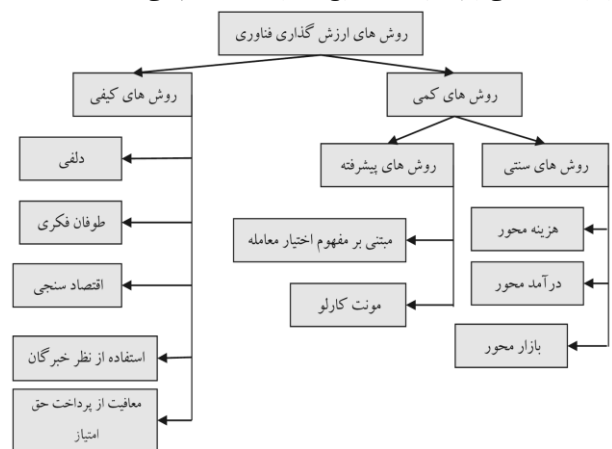 روش های ارزش گذاری فناوری
روش های کمی
روش های کیفی
روش های سنتی
روش های پیشرفته
هزینه محور
درآمد محور
بازار محور
مبتنی بر مفهوم اختیار معامله
مونت کارلو
دلفی
طوفان فکری
اقتصاد سنجی
استفاده از نظر خبرگان
معافیت از پرداخت حق
امتیاز